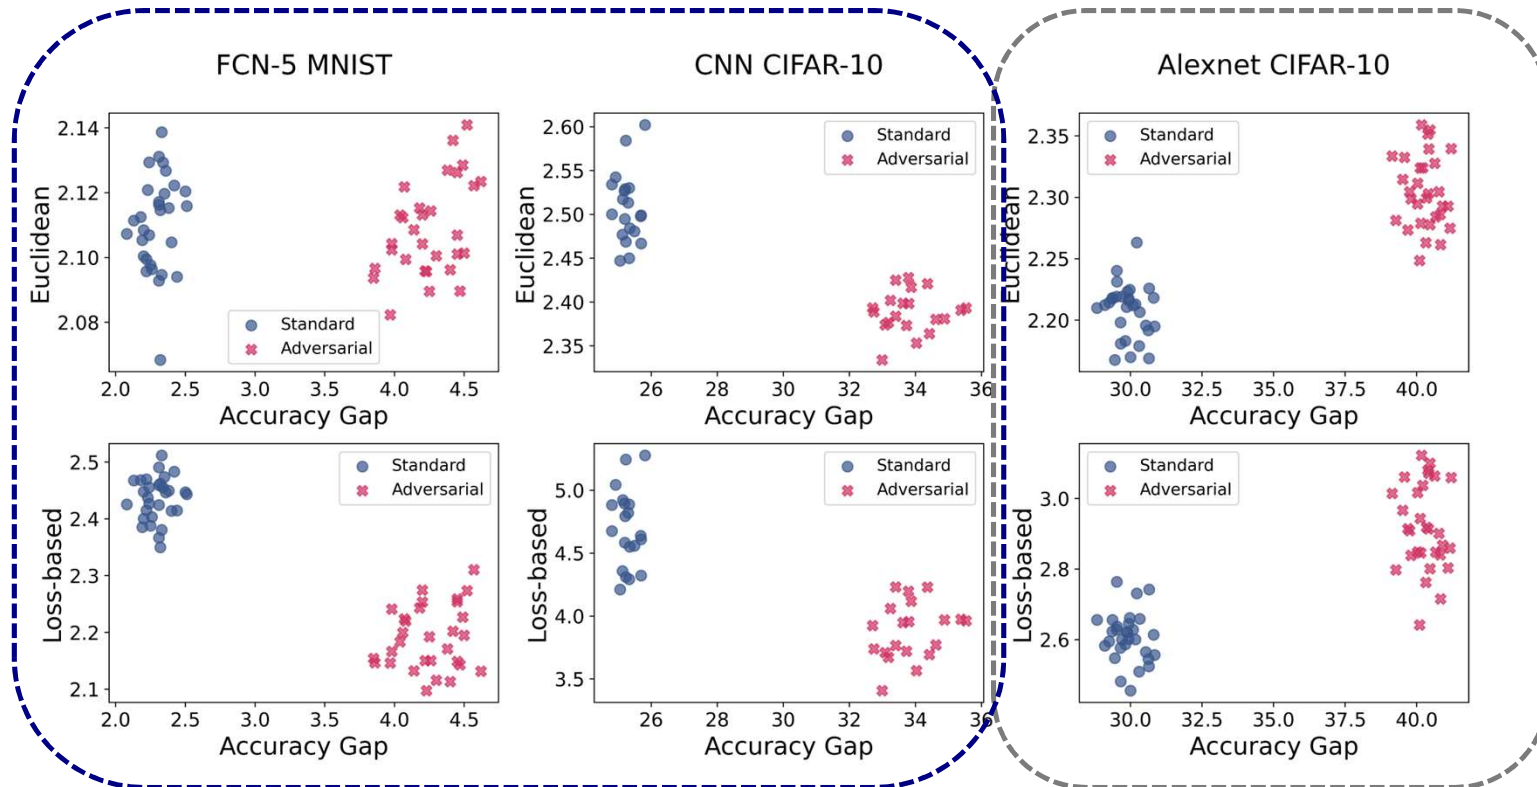 FCN-5 MNIST
CNN CIFAR-10
Alexnet CIFAR-10
Euclidean
2.14
2.12
2.10
2.08
Standard
Adversarial
2.0 2.5 3.0 3.5 4.0 4.5
Accuracy Gap
Euclidean
2.60
2.55
2.50
2.45
2.40
2.35
Standard
Adversarial
26 28 30 32 34 36
Accuracy Gap
Euclidean
2.35
2.30
2.25
2.20
Standard
Adversarial
30.0 32.5 35.0 37.5 40.0
Accuracy Gap
Loss-based
2.5
2.4
2.3
2.2
2.1
Standard
Adversarial
2.0 2.5 3.0 3.5 4.0 4.5
Accuracy Gap
Loss-based
5.0
4.5
4.0
3.5
Standard
Adversarial
26 28 30 32 34 36
Accuracy Gap
Loss-based
3.0
2.8
2.6
Standard
Adversarial
30.0 32.5 35.0 37.5 40.0
Accuracy Gap